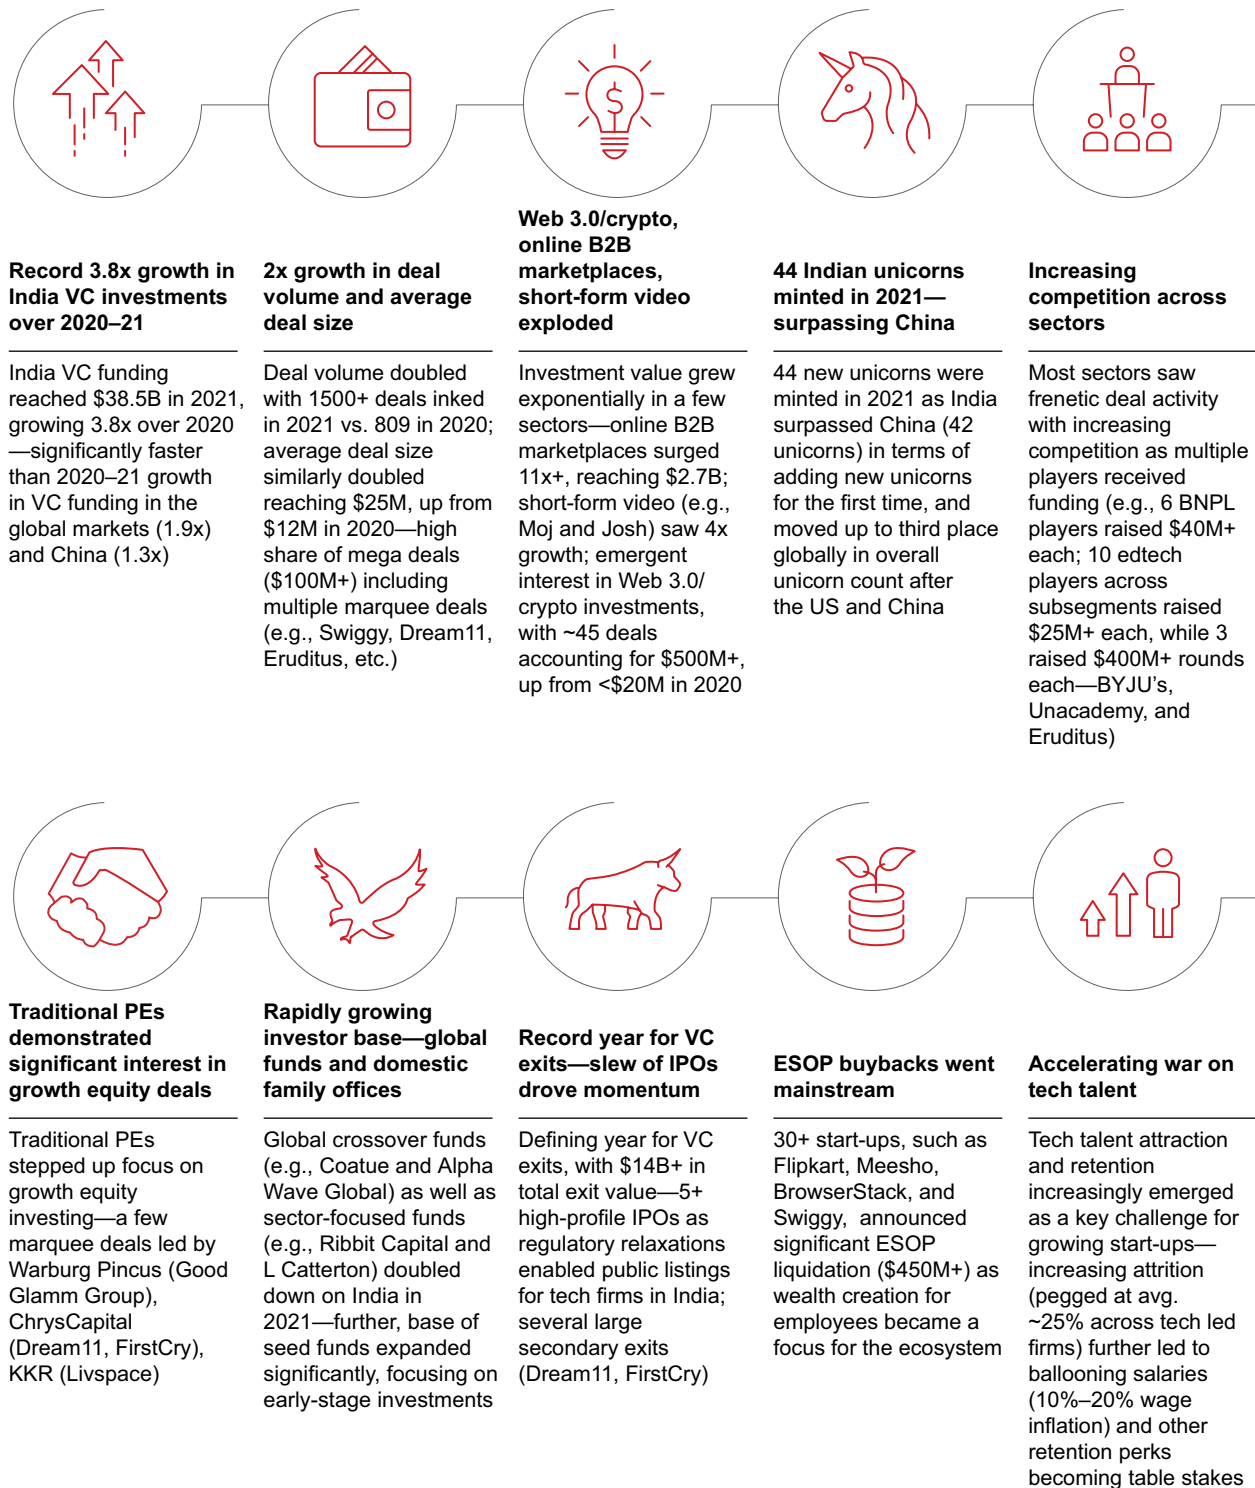 Record 3.8x growth in
India VC investments
over 2020–21
India VC funding
reached $38.5B in 2021,
growing 3.8x over 2020
—significantly faster
than 2020–21 growth
in VC funding in the
global markets (1.9x)
and China (1.3x)
2x growth in deal
volume and average
deal size
Deal volume doubled
with 1500+ deals inked
in 2021 vs. 809 in 2020;
average deal size
similarly doubled
reaching $25M, up from
$12M in 2020—high
share of mega deals
($100M+) including
multiple marquee deals
(e.g., Swiggy, Dream11,
Eruditus, etc.)
Web 3.0/crypto,
online B2B
marketplaces,
short-form video
exploded
Investment value grew
exponentially in a few
sectors—online B2B
marketplaces surged
11x+, reaching $2.7B;
short-form video (e.g.,
Moj and Josh) saw 4x
growth; emergent
interest in Web 3.0/
crypto investments,
with ~45 deals
accounting for $500M+,
up from <$20M in 2020
44 Indian unicorns
minted in 2021—
surpassing China
44 new unicorns were
minted in 2021 as India
surpassed China (42
unicorns) in terms of
adding new unicorns
for the first time, and
moved up to third place
globally in overall
unicorn count after
the US and China
Increasing
competition across
sectors
Most sectors saw
frenetic deal activity
with increasing
competition as multiple
players received
funding (e.g., 6 BNPL
players raised $40M+
each; 10 edtech
players across
subsegments raised
$25M+ each, while 3
raised $400M+ rounds
each—BYJU’s,
Unacademy, and
Eruditus)
Traditional PEs
demonstrated
significant interest in
growth equity deals
Traditional PEs
stepped up focus on
growth equity
investing—a few
marquee deals led by
Warburg Pincus (Good
Glamm Group),
ChrysCapital
(Dream11, FirstCry),
KKR (Livspace)
Rapidly growing
investor base—global
funds and domestic
family offices
Global crossover funds
(e.g., Coatue and Alpha
Wave Global) as well as
sector-focused funds
(e.g., Ribbit Capital and
L Catterton) doubled
down on India in
2021—further, base of
seed funds expanded
significantly, focusing on
early-stage investments
Record year for VC
exits—slew of IPOs
drove momentum
Defining year for VC
exits, with $14B+ in
total exit value—5+
high-profile IPOs as
regulatory relaxations
enabled public listings
for tech firms in India;
several large
secondary exits
(Dream11, FirstCry)
ESOP buybacks went
mainstream
30+ start-ups, such as
Flipkart, Meesho,
BrowserStack, and
Swiggy, announced
significant ESOP
liquidation ($450M+) as
wealth creation for
employees became a
focus for the ecosystem
Accelerating war on
tech talent
Tech talent attraction
and retention
increasingly emerged
as a key challenge for
growing start-ups—
increasing attrition
(pegged at avg.
~25% across tech led
firms) further led to
ballooning salaries
(10%–20% wage
inflation) and other
retention perks
becoming table stakes